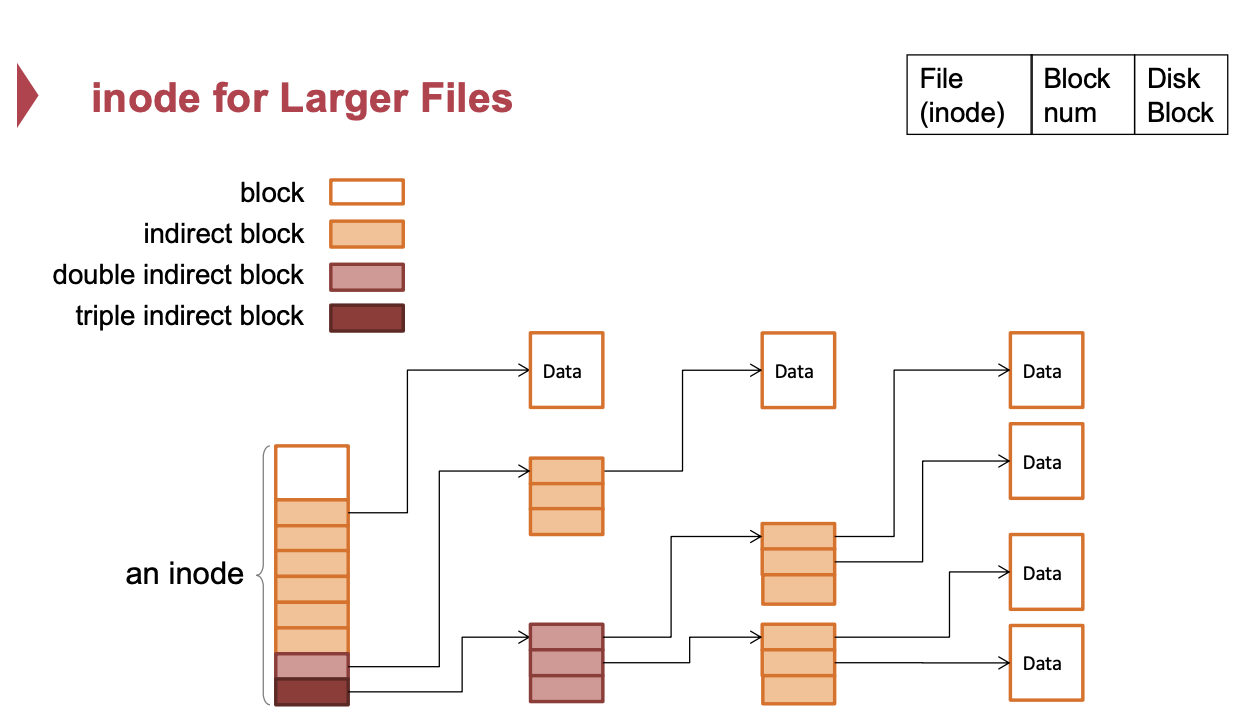 inode for Larger Files
File
(inode)
Block
num
Disk
Block
block
indirect block
double indirect block
triple indirect block
Data
Data
Data
Data
an inode
Data
Data